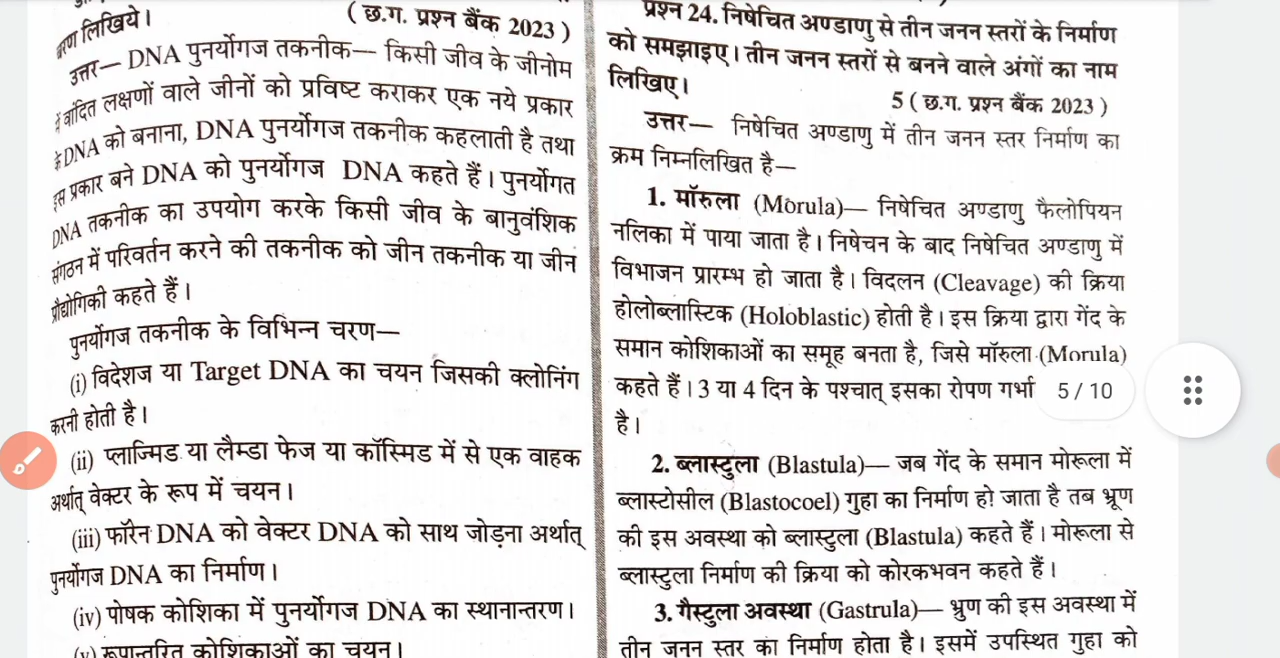 लिखिये।
( छ.ग. प्रश्न बैंक 2023 )
उत्तर— DNA पुनर्योगज तकनीक— किसी जीव के जीनोम
में वांदित लक्षणों वाले जीनों को प्रविष्ट कराकर एक नये प्रकार
के DNA को बनाना, DNA पुनर्योगज तकनीक कहलाती है तथा
इस प्रकार बने DNA को पुनर्योगज DNA कहते हैं। पुनर्योगत
DNA तकनीक का उपयोग करके किसी जीव के बानुवंशिक
संगठन में परिवर्तन करने की तकनीक को जीन तकनीक या जीन
प्रौद्योगिकी कहते हैं।
पुनर्योगज तकनीक के विभिन्न चरण—
(i) विदेशज या Target DNA का चयन जिसकी क्लोनिंग
करनी होती है।
(ii) प्लाज्मिड या लैम्डा फेज या कॉस्मिड में से एक वाहक
अर्थात् वेक्टर के रूप में चयन।
(iii) फॉरेन DNA को वेक्टर DNA को साथ जोड़ना अर्थात्
पुनर्योगज DNA का निर्माण।
(iv) पोषक कोशिका में पुनर्योगज DNA का स्थानान्तरण।
(v) रूपान्तरित कोशिकाओं का चयन।
प्रश्न 24. निषेचित अण्डाणु से तीन जनन स्तरों के निर्माण
को समझाइए। तीन जनन स्तरों से बनने वाले अंगों का नाम
लिखिए।
5 ( छ.ग. प्रश्न बैंक 2023 )
उत्तर— निषेचित अण्डाणु में तीन जनन स्तर निर्माण का
क्रम निम्नलिखित है—
1. मॉरुला (Morula)— निषेचित अण्डाणु फैलोपियन
नलिका में पाया जाता है। निषेचन के बाद निषेचित अण्डाणु में
विभाजन प्रारम्भ हो जाता है। विदलन (Cleavage) की क्रिया
होलोब्लास्टिक (Holoblastic) होती है। इस क्रिया द्वारा गेंद के
समान कोशिकाओं का समूह बनता है, जिसे मॉरुला (Morula)
कहते हैं। 3 या 4 दिन के पश्चात् इसका रोपण गर्भा
है।
5 / 10
2. ब्लास्टुला (Blastula)— जब गेंद के समान मोरूला में
ब्लास्टोसील (Blastocoel) गुहा का निर्माण हो जाता है तब भ्रूण
की इस अवस्था को ब्लास्टुला (Blastula) कहते हैं। मोरूला से
ब्लास्टुला निर्माण की क्रिया को कोरकभवन कहते हैं।
3. गैस्टुला अवस्था (Gastrula)— भ्रुण की इस अवस्था में
तीन जनन स्तर का निर्माण होता है। इसमें उपस्थित गुहा को